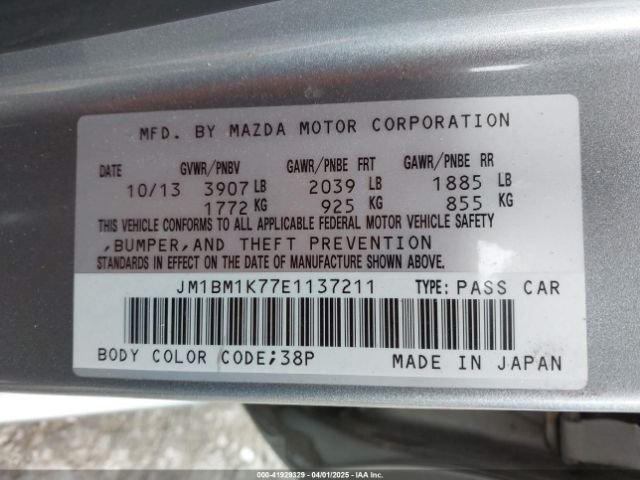 MFD. BY MAZDA MOTOR CORPORATION
DATE GVWR/PNBV GAWR/PNBE FRT GAWR/PNBE RR
10/13 3907 LB 2039 LB 1885 LB
1772 KG 925 KG 855 KG
THIS VEHICLE CONFORMS TO ALL APPLICABLE FEDERAL MOTOR VEHICLE SAFETY
,BUMPER,AND THEFT PREVENTION
STANDARDS IN EFFECT ON THE DATE OF MANUFACTURE SHOWN ABOVE.
JM1BM1K77E1137211 TYPE: PASS CAR
BODY COLOR CODE;38P MADE IN JAPAN
000-41929329 - 04/01/2025 - IAA Inc.